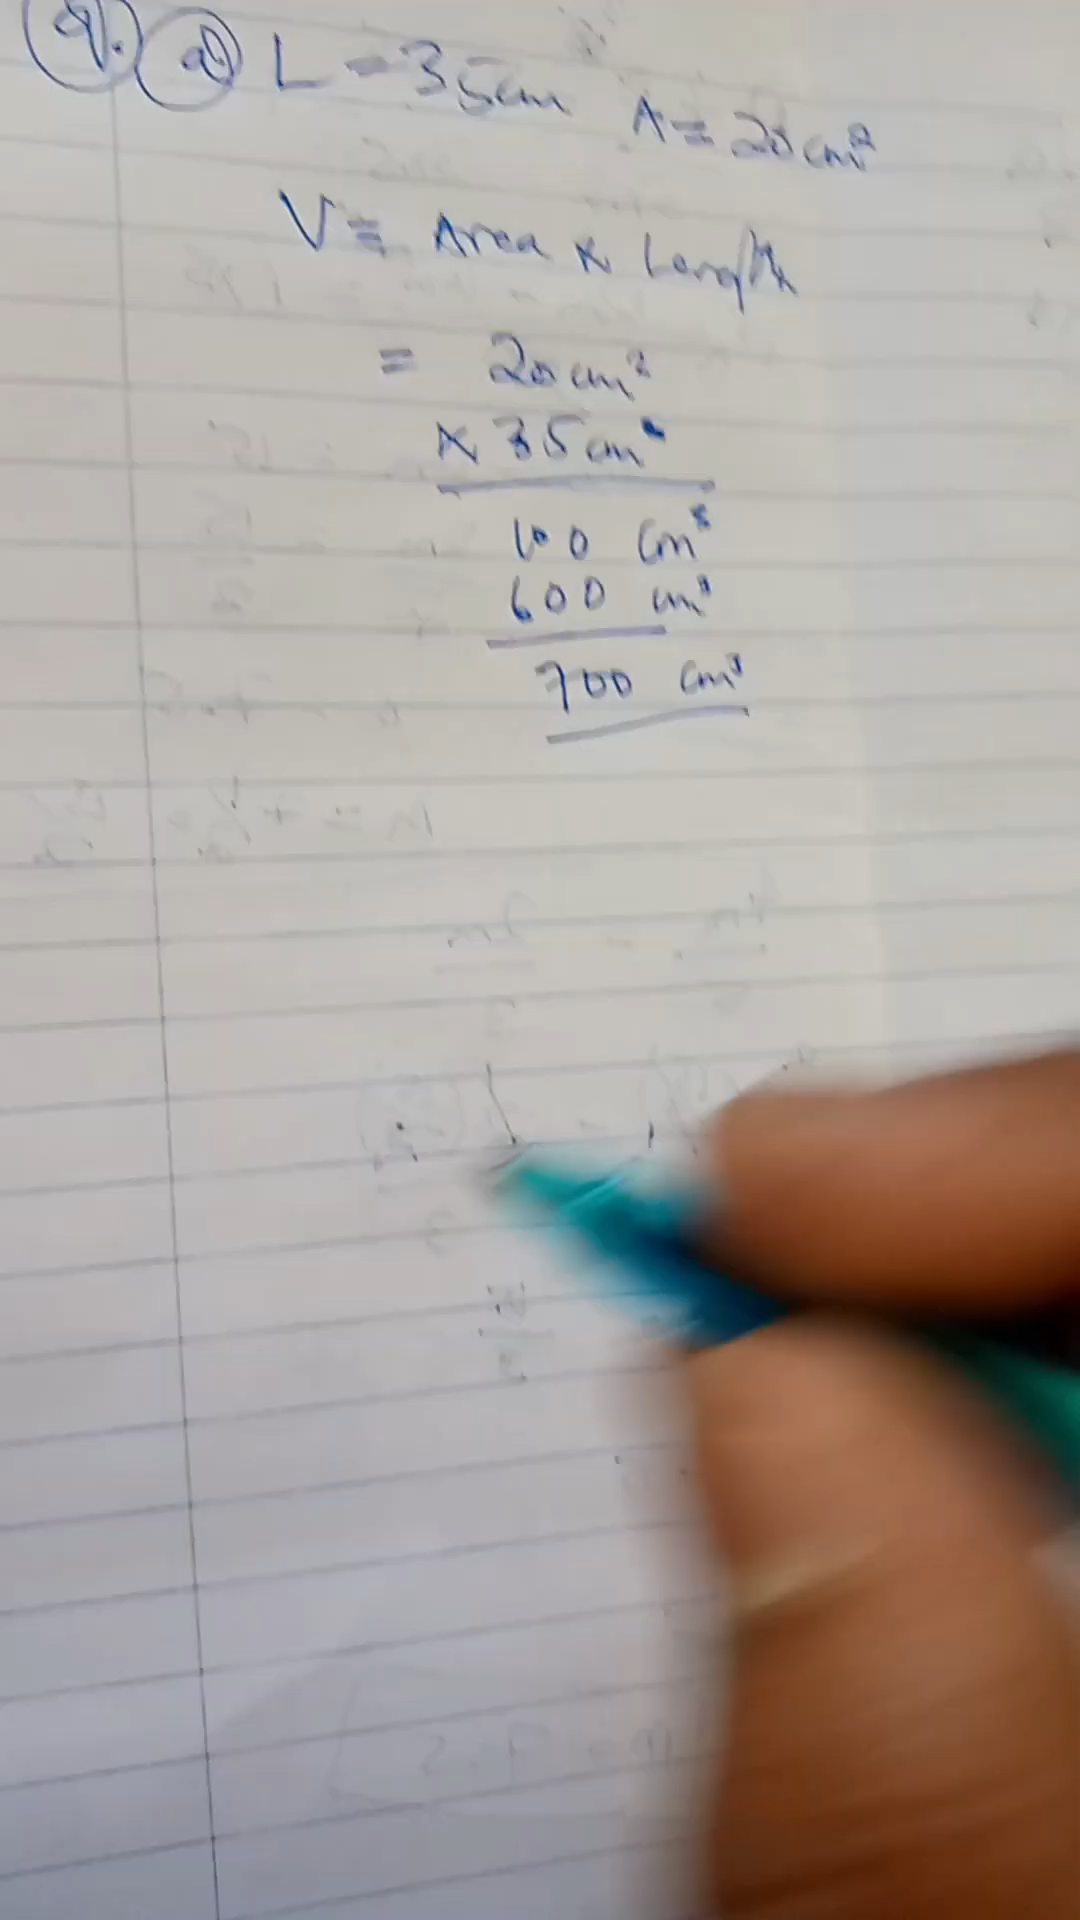 9. a) L = 35cm A = 20cm²
V = Area x Length
= 20cm²
x 35cm
100 cm³
600 cm³
700 cm³